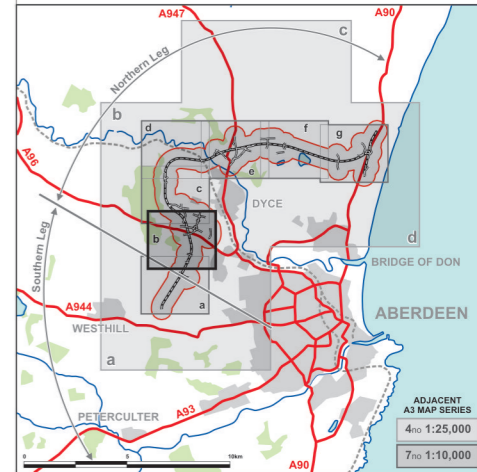 A947
A90
Northern Leg
c
b
d
f
g
A96
e
DYCE
c
Southern Leg
b
d
BRIDGE OF DON
a
A944
ABERDEEN
WESTHILL
a
ADJACENT
A3 MAP SERIES
PETERCULTER
A93
4no 1:25,000
7no 1:10,000
0
5
10km
A90